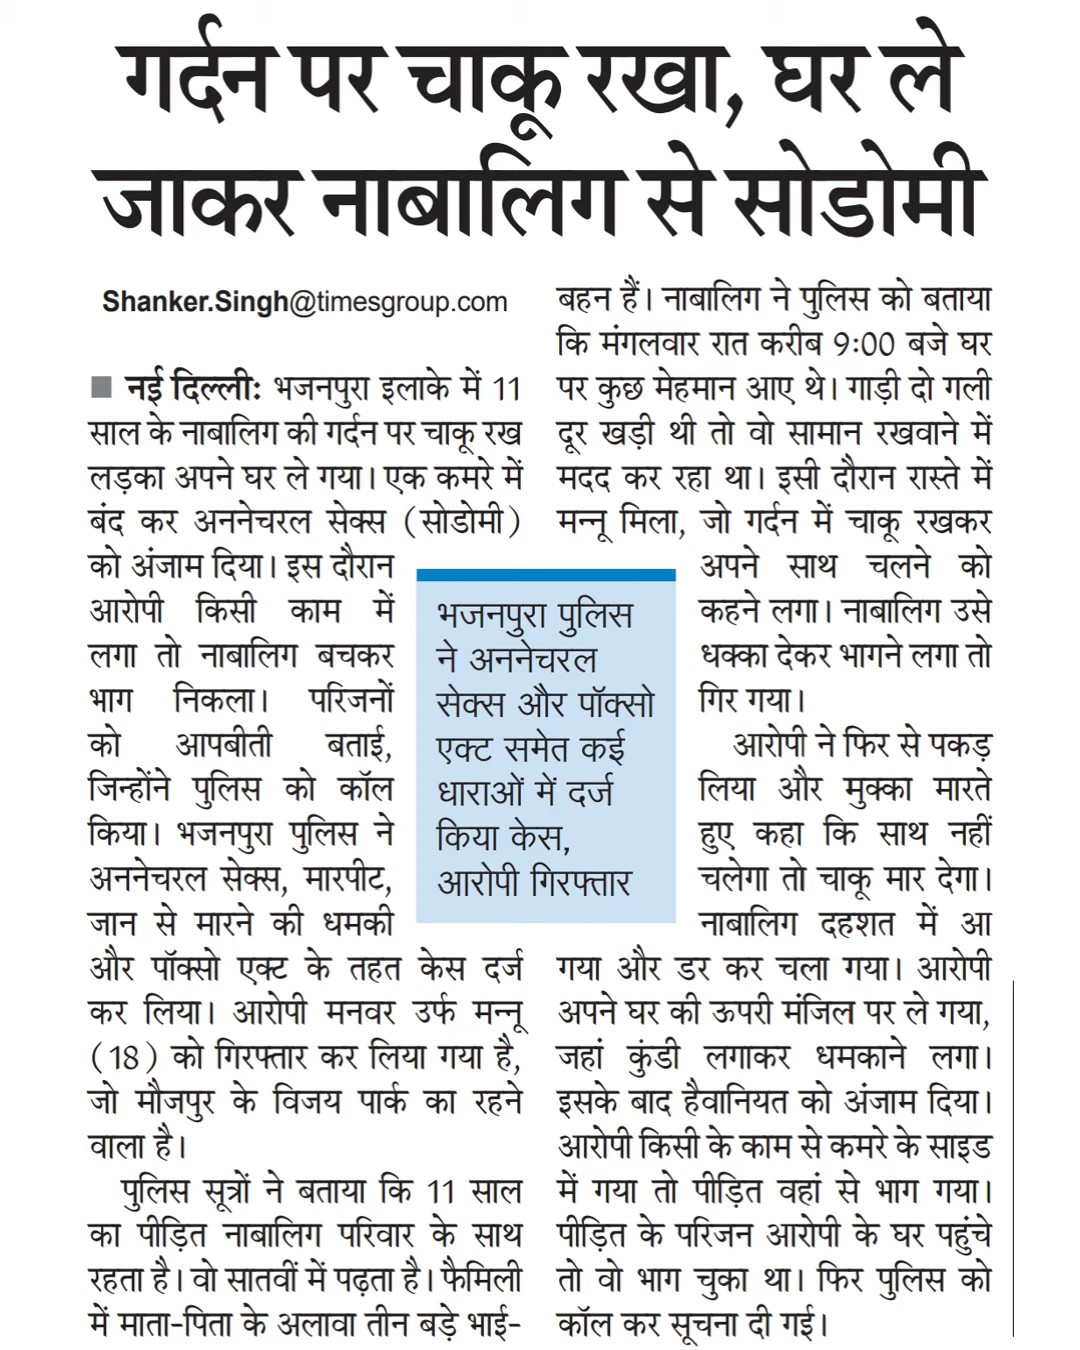 गर्दन पर चाकू रखा, घर ले
जाकर नाबालिग से सोडोमी
Shanker.Singh@timesgroup.com
■ नई दिल्ली: भजनपुरा इलाके में 11
साल के नाबालिग की गर्दन पर चाकू रख
लड़का अपने घर ले गया। एक कमरे में
बंद कर अननेचरल सेक्स (सोडोमी)
को अंजाम दिया। इस दौरान
आरोपी किसी काम में
लगा तो नाबालिग बचकर
भाग निकला। परिजनों
को आपबीती बताई,
जिन्होंने पुलिस को कॉल
किया। भजनपुरा पुलिस ने
अननेचरल सेक्स, मारपीट,
जान से मारने की धमकी
और पॉक्सो एक्ट के तहत केस दर्ज
कर लिया। आरोपी मनवर उर्फ मन्नू
(18) को गिरफ्तार कर लिया गया है,
जो मौजपुर के विजय पार्क का रहने
वाला है।
पुलिस सूत्रों ने बताया कि 11 साल
का पीड़ित नाबालिग परिवार के साथ
रहता है। वो सातवीं में पढ़ता है। फैमिली
में माता-पिता के अलावा तीन बड़े भाई-
बहन हैं। नाबालिग ने पुलिस को बताया
कि मंगलवार रात करीब 9:00 बजे घर
पर कुछ मेहमान आए थे। गाड़ी दो गली
दूर खड़ी थी तो वो सामान रखवाने में
मदद कर रहा था। इसी दौरान रास्ते में
मन्नू मिला, जो गर्दन में चाकू रखकर
अपने साथ चलने को
कहने लगा। नाबालिग उसे
धक्का देकर भागने लगा तो
गिर गया।
आरोपी ने फिर से पकड़
लिया और मुक्का मारते
हुए कहा कि साथ नहीं
चलेगा तो चाकू मार देगा।
नाबालिग दहशत में आ
गया और डर कर चला गया। आरोपी
अपने घर की ऊपरी मंजिल पर ले गया,
जहां कुंडी लगाकर धमकाने लगा।
इसके बाद हैवानियत को अंजाम दिया।
आरोपी किसी के काम से कमरे के साइड
में गया तो पीड़ित वहां से भाग गया।
पीड़ित के परिजन आरोपी के घर पहुंचे
तो वो भाग चुका था। फिर पुलिस को
कॉल कर सूचना दी गई।
भजनपुरा पुलिस
ने अननेचरल
सेक्स और पॉक्सो
एक्ट समेत कई
धाराओं में दर्ज
किया केस,
आरोपी गिरफ्तार